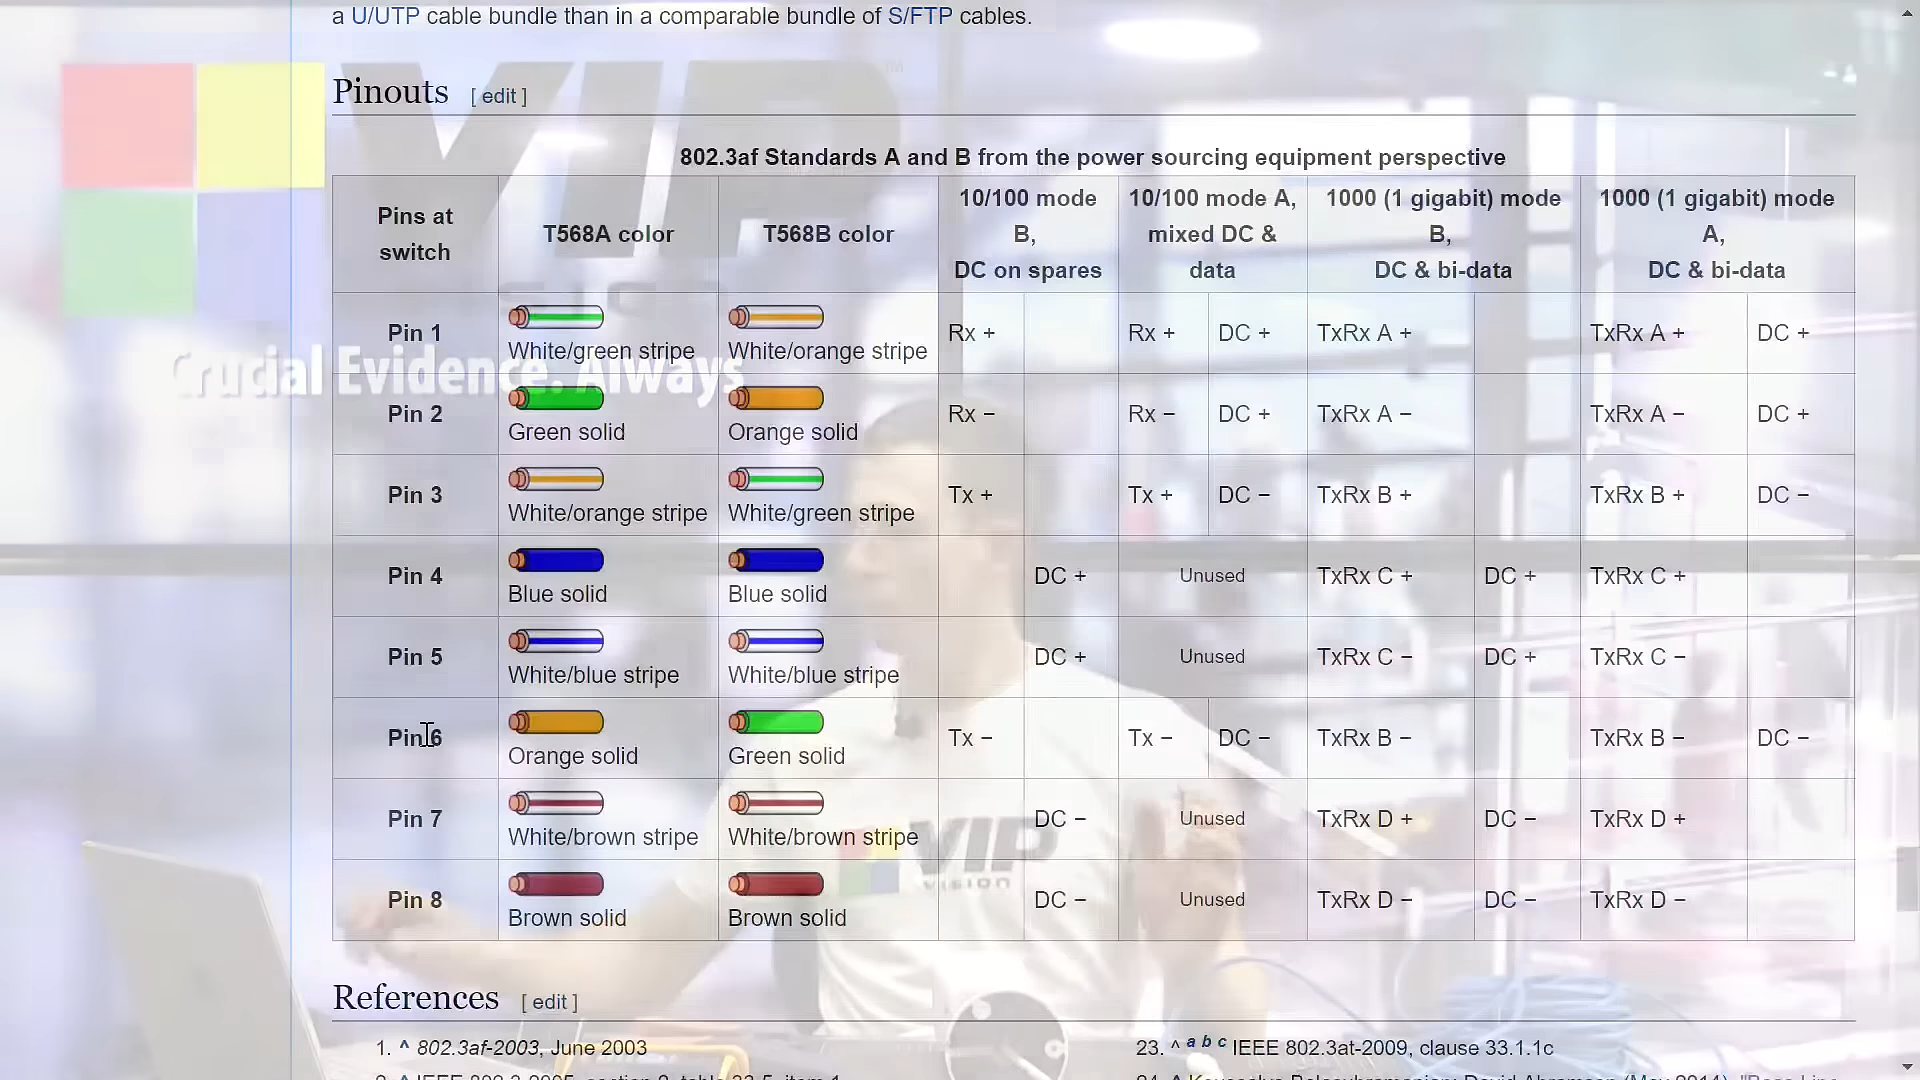 a U/UTP cable bundle than in a comparable bundle of S/FTP cables.
Pinouts [ edit ]
802.3af Standards A and B from the power sourcing equipment perspective
Pins at switch T568A color T568B color 10/100 mode B, DC on spares 10/100 mode A, mixed DC & data 1000 (1 gigabit) mode B, DC & bi-data 1000 (1 gigabit) mode A, DC & bi-data
Pin 1 White/green stripe White/orange stripe Rx + Rx + DC + TxRx A + TxRx A + DC +
Pin 2 Green solid Orange solid Rx − Rx − DC + TxRx A − TxRx A − DC +
Pin 3 White/orange stripe White/green stripe Tx + Tx + DC − TxRx B + TxRx B + DC −
Pin 4 Blue solid Blue solid DC + Unused TxRx C + DC + TxRx C +
Pin 5 White/blue stripe White/blue stripe DC + Unused TxRx C − DC + TxRx C −
Pin 6 Orange solid Green solid Tx − Tx − DC − TxRx B − TxRx B − DC −
Pin 7 White/brown stripe White/brown stripe DC − Unused TxRx D + DC − TxRx D +
Pin 8 Brown solid Brown solid DC − Unused TxRx D − DC − TxRx D −
References [ edit ]
1. ^ 802.3af-2003, June 2003
23. ^ a b c IEEE 802.3at-2009, clause 33.1.1c
VIP
Crucial Evidence. Always
VIP
VISION